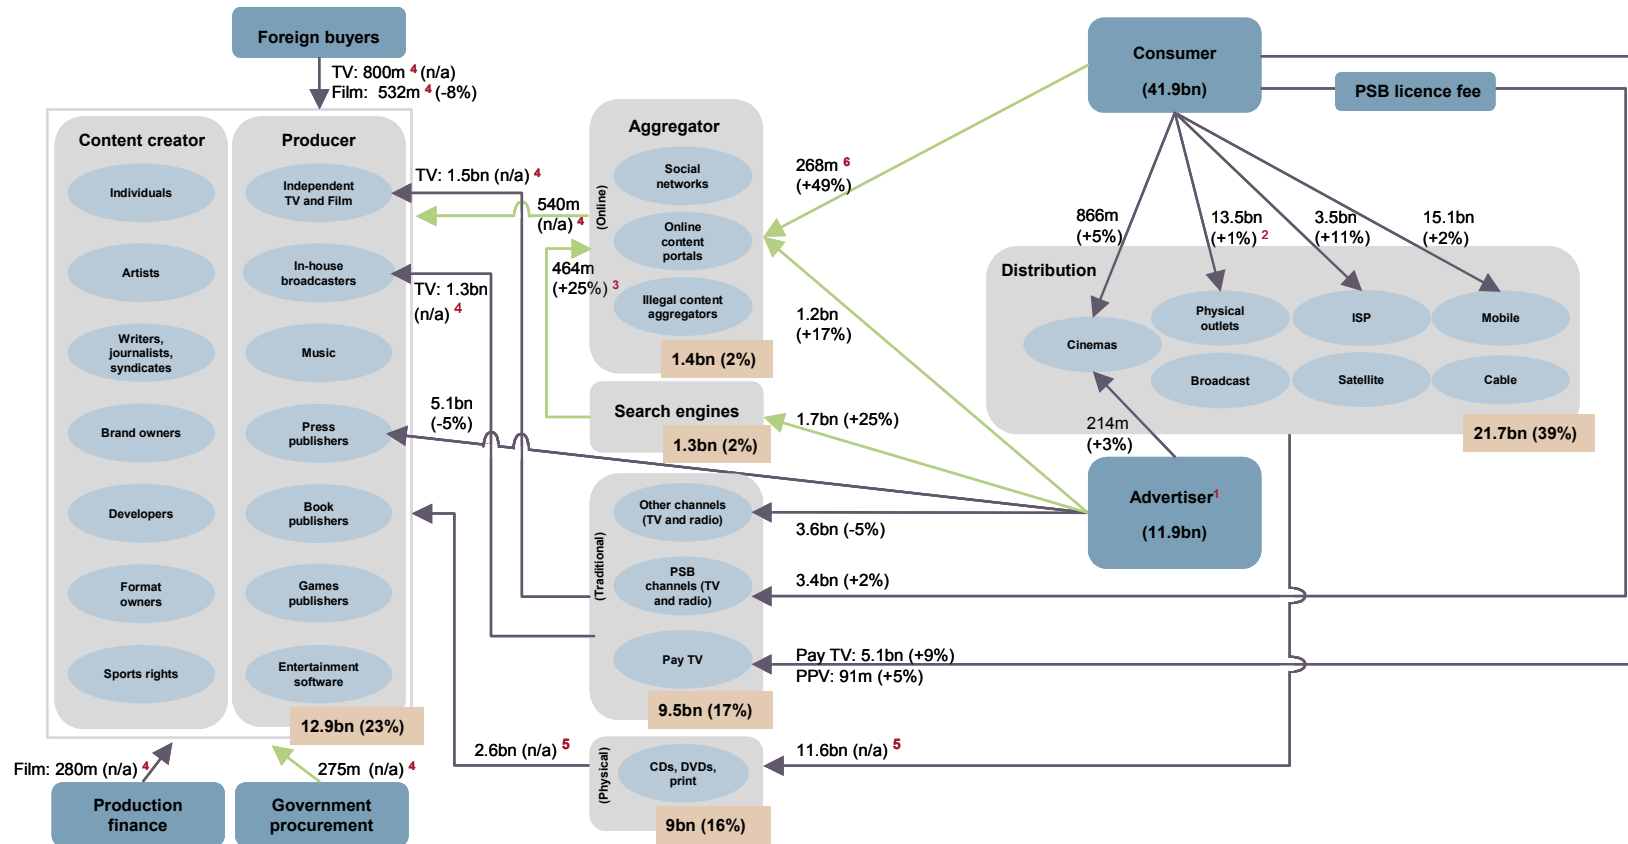 Foreign buyers
TV: 800m 4 (n/a)
Film: 532m 4 (-8%)
Content creator
Individuals
Artists
Writers,
journalists,
syndicates
Brand owners
Developers
Format
owners
Sports rights
Producer
Independent
TV and Film
In-house
broadcasters
Music
Press
publishers
Book
publishers
Games
publishers
Entertainment
software
12.9bn (23%)
Film: 280m (n/a) 4
Production
finance
275m (n/a) 4
Government
procurement
TV: 1.5bn (n/a) 4
540m
(n/a) 4
464m
(+25%) 3
TV: 1.3bn
(n/a) 4
5.1bn
(-5%)
2.6bn (n/a) 5
Aggregator
(Online)
Social
networks
Online
content
portals
Illegal content
aggregators
1.4bn (2%)
Search engines
1.3bn (2%)
(Traditional)
Other channels
(TV and radio)
PSB
channels (TV
and radio)
Pay TV
9.5bn (17%)
(Physical)
CDs, DVDs,
print
9bn (16%)
268m 6
(+49%)
1.2bn
(+17%)
1.7bn (+25%)
3.6bn (-5%)
3.4bn (+2%)
Pay TV: 5.1bn (+9%)
PPV: 91m (+5%)
11.6bn (n/a) 5
Consumer
(41.9bn)
PSB licence fee
866m
(+5%)
13.5bn
(+1%) 2
3.5bn
(+11%)
15.1bn
(+2%)
Distribution
Cinemas
Physical
outlets
ISP
Mobile
Broadcast
Satellite
Cable
21.7bn (39%)
214m
(+3%)
Advertiser1
(11.9bn)